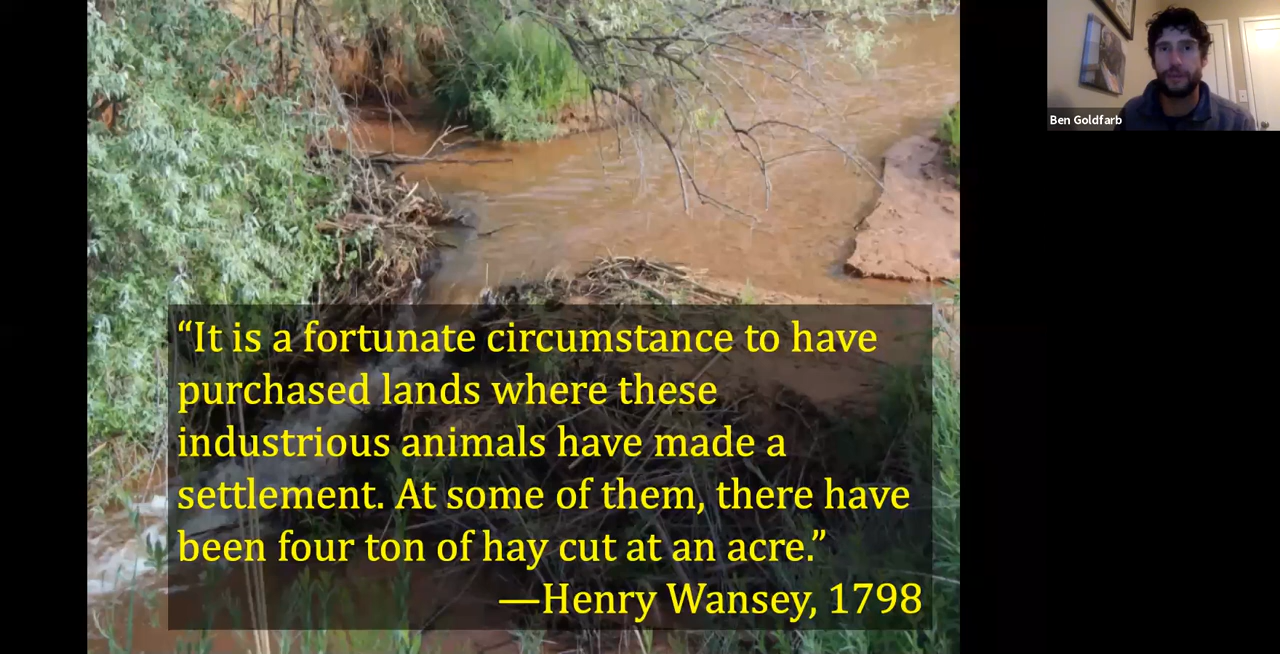 Ben Goldfarb
“It is a fortunate circumstance to have
purchased lands where these
industrious animals have made a
settlement. At some of them, there have
been four ton of hay cut at an acre.”
—Henry Wansey, 1798